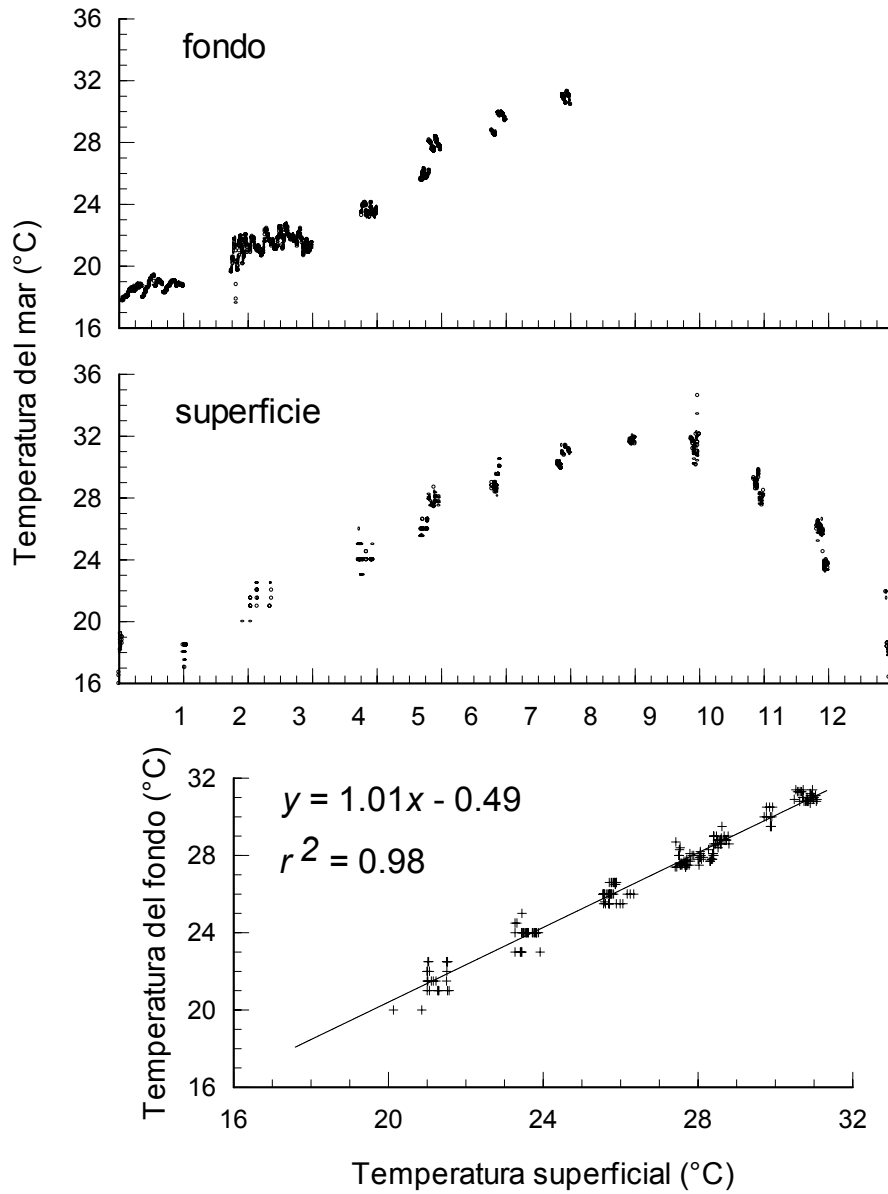 36
fondo
32
28
24
20
16
Temperatura del mar (°C)
36
superficie
32
28
24
20
16
1 2 3 4 5 6 7 8 9 10 11 12
Temperatura del fondo (°C)
32
y = 1.01x - 0.49
r 2 = 0.98
28
24
20
16
16 20 24 28 32
Temperatura superficial (°C)